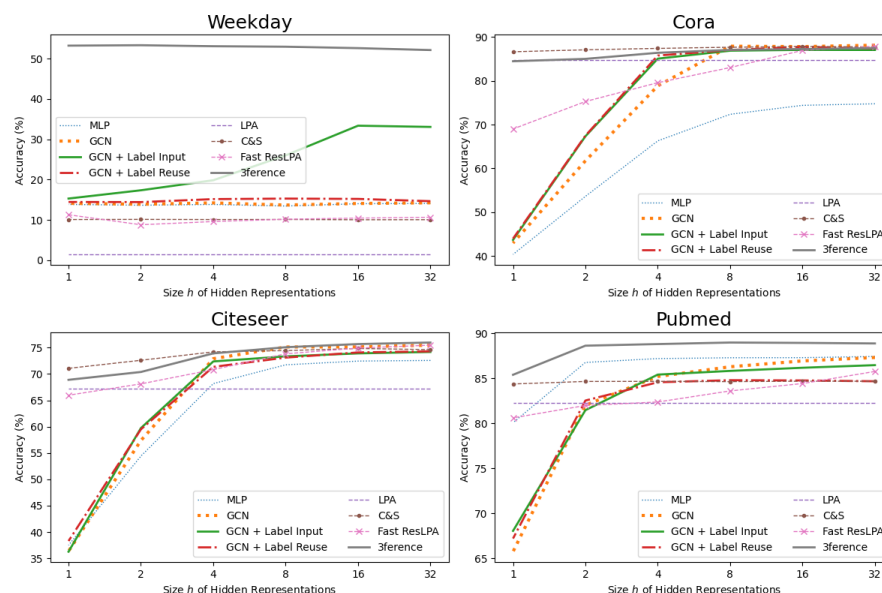 Weekday
Accuracy (%)
50
40
30
20
10
0
MLP
GCN
GCN + Label Input
GCN + Label Reuse
LPA
C&S
Fast ResLPA
3ference
1 2 4 8 16 32
Size h of Hidden Representations
Cora
Accuracy (%)
90
80
70
60
50
40
MLP
GCN
GCN + Label Input
GCN + Label Reuse
LPA
C&S
Fast ResLPA
3ference
1 2 4 8 16 32
Size h of Hidden Representations
Citeseer
Accuracy (%)
75
70
65
60
55
50
45
40
35
MLP
GCN
GCN + Label Input
GCN + Label Reuse
LPA
C&S
Fast ResLPA
3ference
1 2 4 8 16 32
Size h of Hidden Representations
Pubmed
Accuracy (%)
90
85
80
75
70
65
MLP
GCN
GCN + Label Input
GCN + Label Reuse
LPA
C&S
Fast ResLPA
3ference
1 2 4 8 16 32
Size h of Hidden Representations